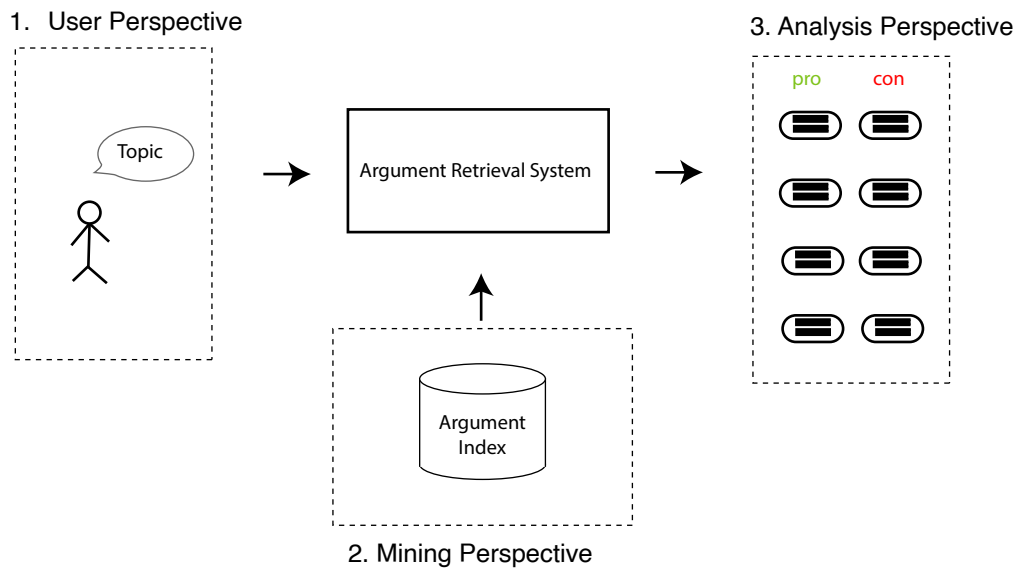 1. User Perspective
Topic
Argument Retrieval System
Argument
Index
2. Mining Perspective
3. Analysis Perspective
pro con